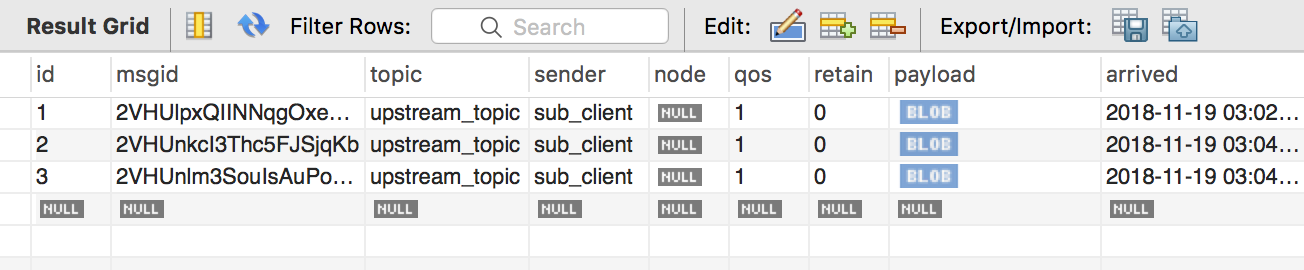 Result Grid Filter Rows: Search Edit: Export/Import:
id msgid topic sender node qos retain payload arrived
1 2VHUlpxQIINNqgOxe... upstream_topic sub_client NULL 1 0 BLOB 2018-11-19 03:02...
2 2VHUnkcI3Thc5FJSjqKb upstream_topic sub_client NULL 1 0 BLOB 2018-11-19 03:04...
3 2VHUnlm3SouIsAuPo... upstream_topic sub_client NULL 1 0 BLOB 2018-11-19 03:04...
NULL NULL NULL NULL NULL NULL NULL NULL NULL